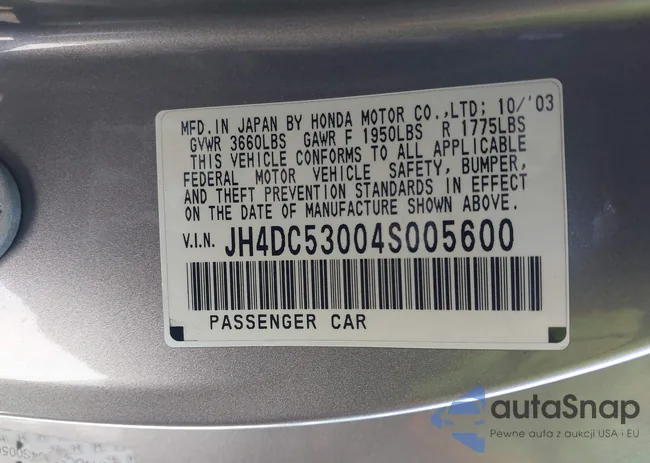 MFD. IN JAPAN BY HONDA MOTOR CO.,LTD; 10/'03
GVWR 3660LBS GAWR F 1950LBS R 1775LBS
THIS VEHICLE CONFORMS TO ALL APPLICABLE
FEDERAL MOTOR VEHICLE SAFETY, BUMPER,
AND THEFT PREVENTION STANDARDS IN EFFECT
ON THE DATE OF MANUFACTURE SHOWN ABOVE.
V.I.N. JH4DC53004S005600
PASSENGER CAR
autaSnap
Pewne auta z aukcji USA i EU